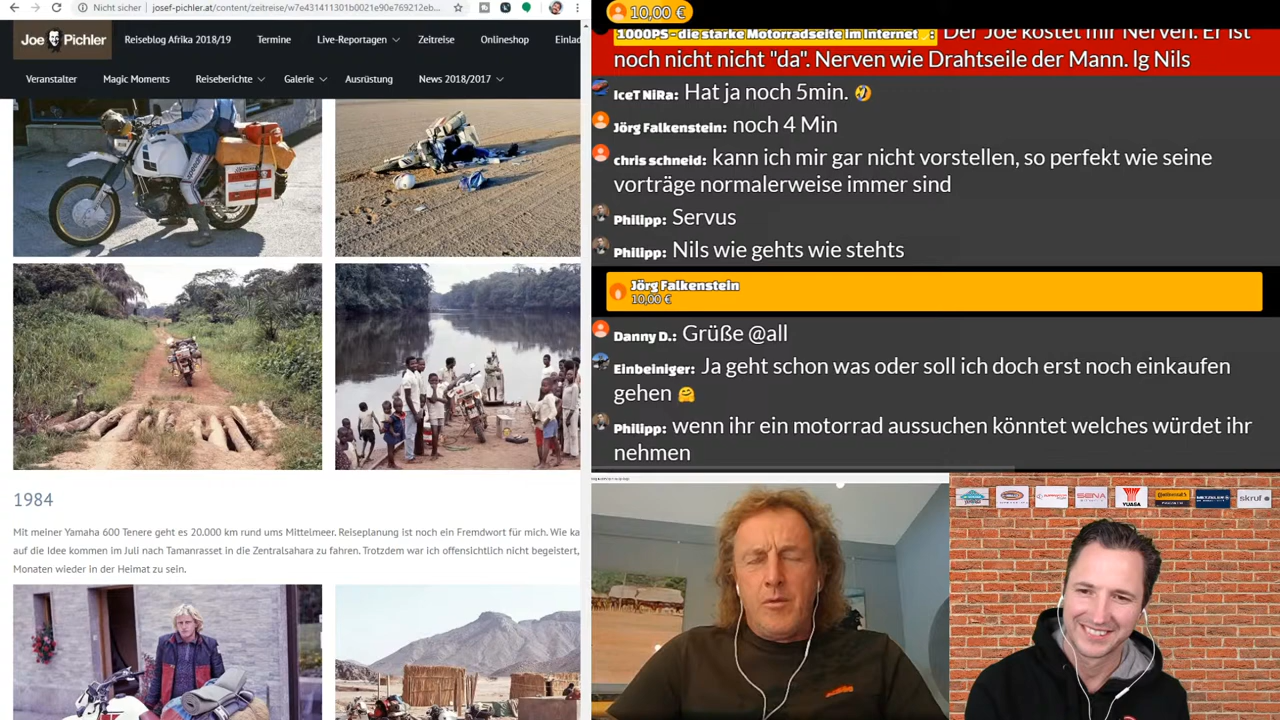 Nicht sicher | josef-pichler.at/content/zeitreise/w7e431411301b0021e90e769212eb...
Joe Pichler
Reiseblog Afrika 2018/19
Termine
Live-Reportagen
Zeitreise
Onlineshop
Einlad
Veranstalter
Magic Moments
Reiseberichte
Galerie
Ausrüstung
News 2018/2017
1984
Mit meiner Yamaha 600 Tenere geht es 20.000 km rund ums Mittelmeer. Reiseplanung ist noch ein Fremdwort für mich. Wie ka
auf die Idee kommen im Juli nach Tamanrasset in die Zentralsahara zu fahren. Trotzdem war ich offensichtlich nicht begeistert,
Monaten wieder in der Heimat zu sein.
10,00 €
1000PS - die starke Motorradseite im Internet : Der Joe kostet mir Nerven. Er ist
noch nicht nicht "da". Nerven wie Drahtseile der Mann. lg Nils
IceT NiRa: Hat ja noch 5min. 🤣
Jörg Falkenstein: noch 4 Min
chris schneid: kann ich mir gar nicht vorstellen, so perfekt wie seine
vorträge normalerweise immer sind
Philipp: Servus
Philipp: Nils wie gehts wie stehts
Jörg Falkenstein
10,00 €
Danny D.: Grüße @all
Einbeiniger: Ja geht schon was oder soll ich doch erst noch einkaufen
gehen 🤗
Philipp: wenn ihr ein motorrad aussuchen könntet welches würdet ihr
nehmen
SENA
YUASA
Continental
METZELER
skruf